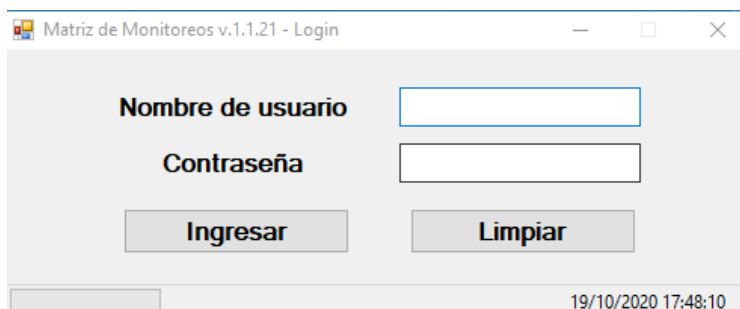 Matriz de Monitoreos v.1.1.21 - Login
Nombre de usuario
Contraseña
Ingresar Limpiar
19/10/2020 17:48:10